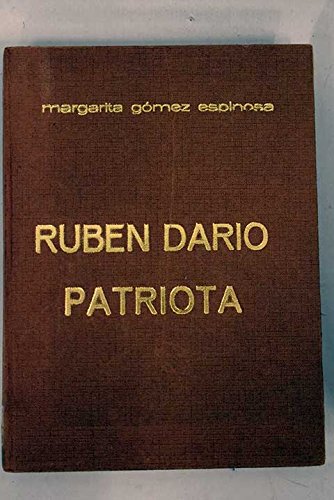 margarita gómez espinosa
RUBEN DARIO
PATRIOTA